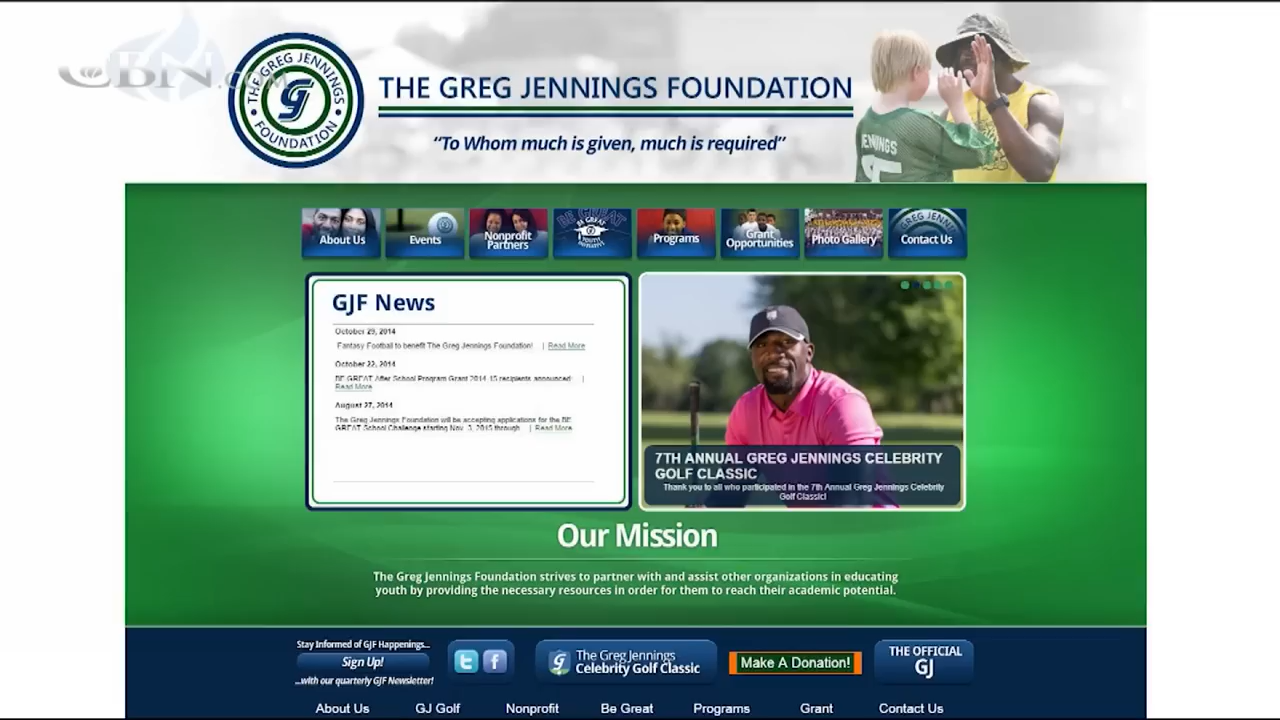 CBN.com
THE GREG JENNINGS
FOUNDATION
G
THE GREG JENNINGS FOUNDATION
“To Whom much is given, much is required”
JENNINGS
About Us
Events
Nonprofit
Partners
BE GREAT
BE GREAT
Programs
Grant
Opportunities
Photo Gallery
GREG JENN
Contact Us
GJF News
October 29, 2014
Fantasy Football to benefit The Greg Jennings Foundation! | Read More
October 22, 2014
BE GREAT After School Program Grant 2014-15 recipients announced |
Read More
August 27, 2014
The Greg Jennings Foundation will be accepting applications for the BE
GREAT School Challenge starting Nov. 3, 2015 through | Read More
7TH ANNUAL GREG JENNINGS CELEBRITY
GOLF CLASSIC
Thank you to all who participated in the 7th Annual Greg Jennings Celebrity
Golf Classic!
Our Mission
The Greg Jennings Foundation strives to partner with and assist other organizations in educating
youth by providing the necessary resources in order for them to reach their academic potential.
Stay Informed of GJF Happenings...
Sign Up!
...with our quarterly GJF Newsletter!
The Greg Jennings
Celebrity Golf Classic
Make A Donation!
THE OFFICIAL
GJ
About Us GJ Golf Nonprofit Be Great Programs Grant Contact Us